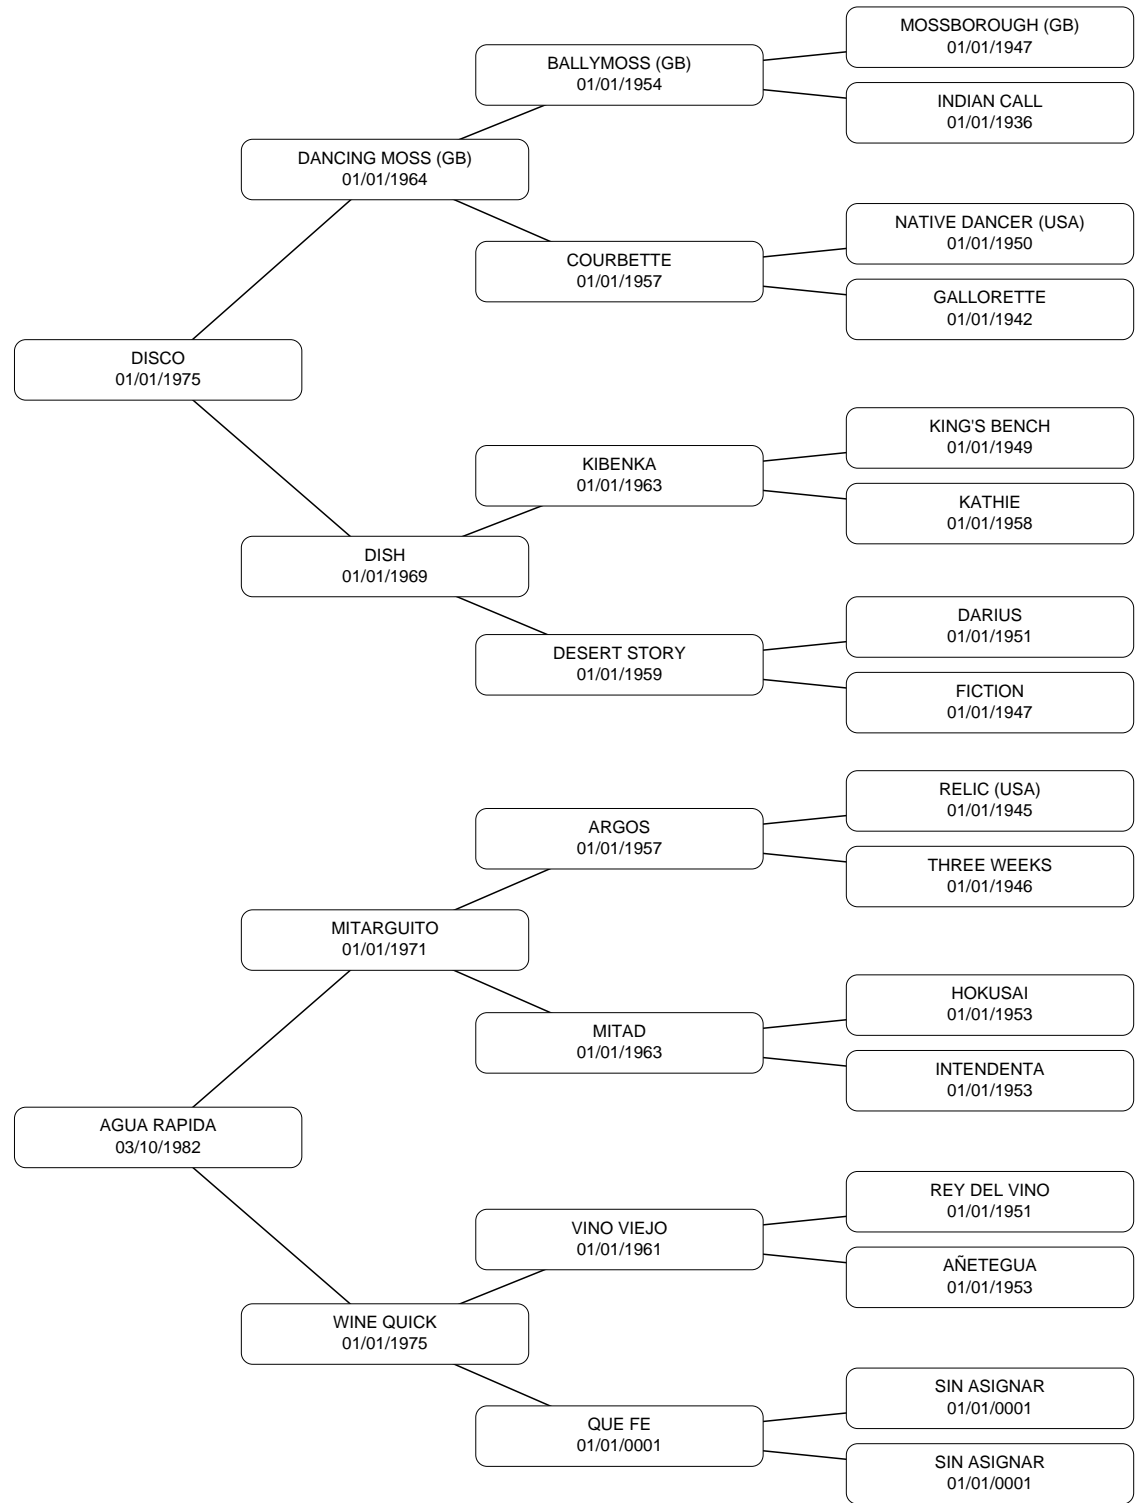 MOSSBOROUGH (GB)
01/01/1947
BALLYMOSS (GB)
01/01/1954
INDIAN CALL
01/01/1936
DANCING MOSS (GB)
01/01/1964
NATIVE DANCER (USA)
01/01/1950
COURBETTE
01/01/1957
GALLORETTE
01/01/1942
DISCO
01/01/1975
KING'S BENCH
01/01/1949
KIBENKA
01/01/1963
KATHIE
01/01/1958
DISH
01/01/1969
DARIUS
01/01/1951
DESERT STORY
01/01/1959
FICTION
01/01/1947
RELIC (USA)
01/01/1945
ARGOS
01/01/1957
THREE WEEKS
01/01/1946
MITARGUITO
01/01/1971
HOKUSAI
01/01/1953
MITAD
01/01/1963
INTENDENTA
01/01/1953
AGUA RAPIDA
03/10/1982
REY DEL VINO
01/01/1951
VINO VIEJO
01/01/1961
AÑETEGUA
01/01/1953
WINE QUICK
01/01/1975
SIN ASIGNAR
01/01/0001
QUE FE
01/01/0001
SIN ASIGNAR
01/01/0001